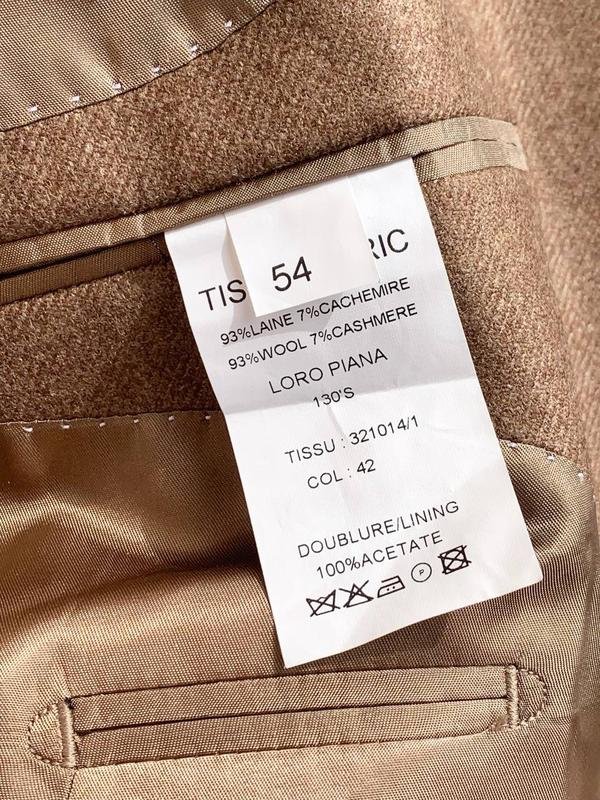 54
TIS RIC
93%LAINE 7%CACHEMIRE
93%WOOL 7%CASHMERE
LORO PIANA
130'S
TISSU : 321014/1
COL : 42
DOUBLURE/LINING
100%ACETATE
P